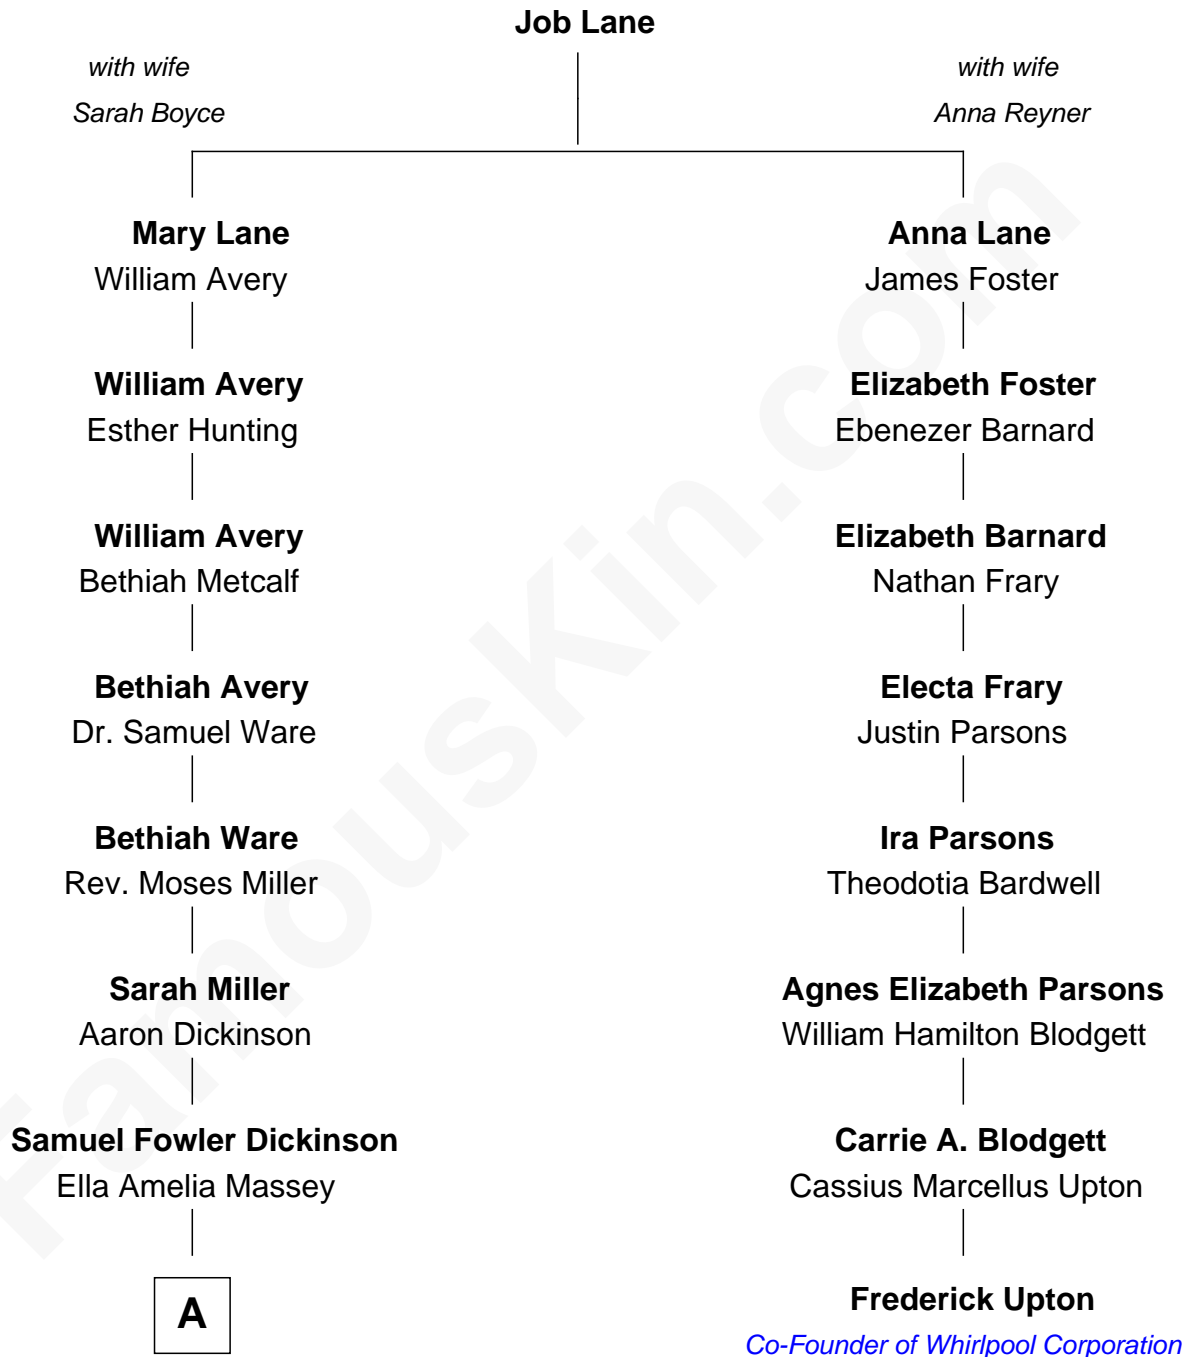 Job Lane
with wife
Sarah Boyce
with wife
Anna Reyner
Mary Lane
William Avery
Anna Lane
James Foster
William Avery
Esther Hunting
Elizabeth Foster
Ebenezer Barnard
William Avery
Bethiah Metcalf
Elizabeth Barnard
Nathan Frary
Bethiah Avery
Dr. Samuel Ware
Electa Frary
Justin Parsons
Bethiah Ware
Rev. Moses Miller
Ira Parsons
Theodotia Bardwell
Sarah Miller
Aaron Dickinson
Agnes Elizabeth Parsons
William Hamilton Blodgett
Samuel Fowler Dickinson
Ella Amelia Massey
Carrie A. Blodgett
Cassius Marcellus Upton
A
Frederick Upton
Co-Founder of Whirlpool Corporation
FamousKin.com